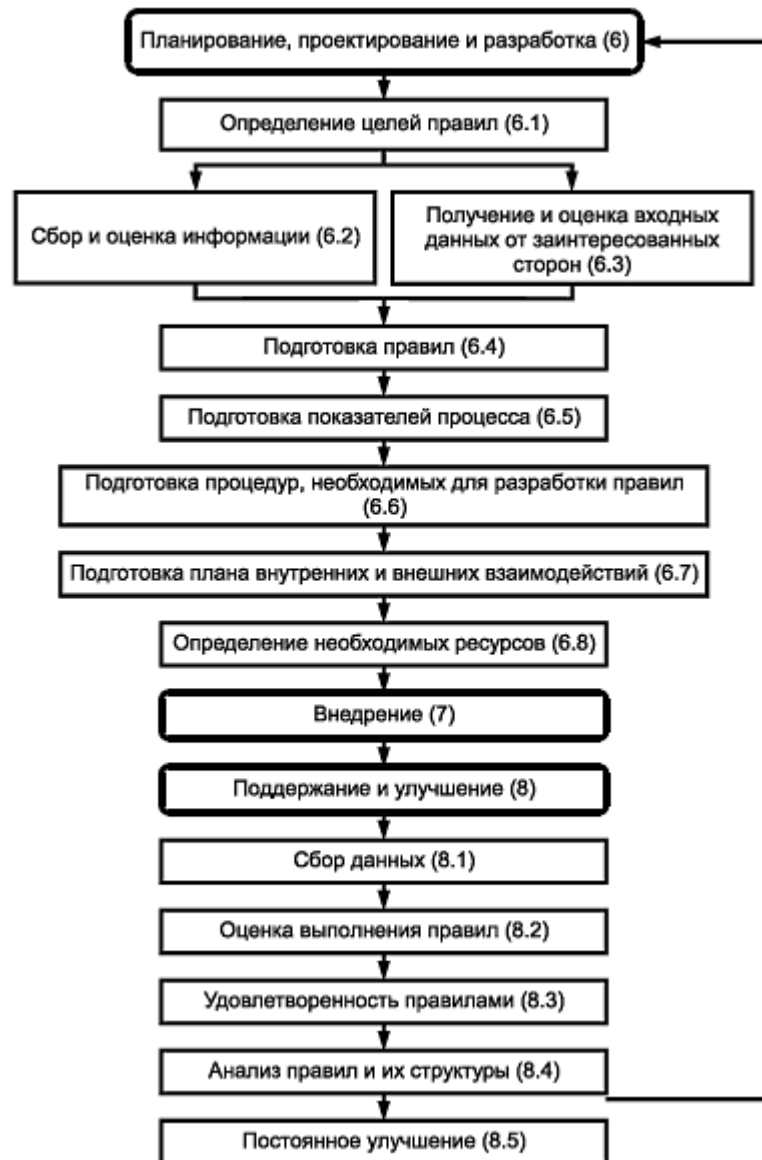 Планирование, проектирование и разработка (6)
Определение целей правил (6.1)
Сбор и оценка информации (6.2)
Получение и оценка входных
данных от заинтересованных
сторон (6.3)
Подготовка правил (6.4)
Подготовка показателей процесса (6.5)
Подготовка процедур, необходимых для разработки правил
(6.6)
Подготовка плана внутренних и внешних взаимодействий (6.7)
Определение необходимых ресурсов (6.8)
Внедрение (7)
Поддержание и улучшение (8)
Сбор данных (8.1)
Оценка выполнения правил (8.2)
Удовлетворенность правилами (8.3)
Анализ правил и их структуры (8.4)
Постоянное улучшение (8.5)